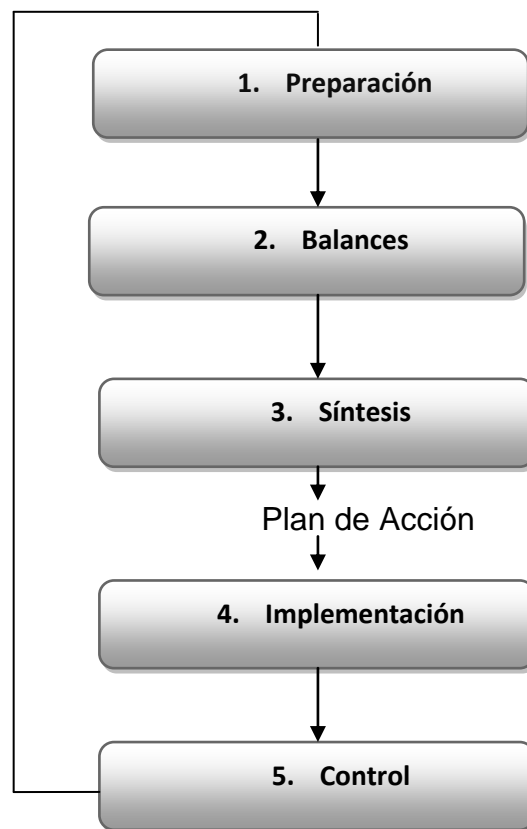 1. Preparación
2. Balances
3. Síntesis
Plan de Acción
4. Implementación
5. Control